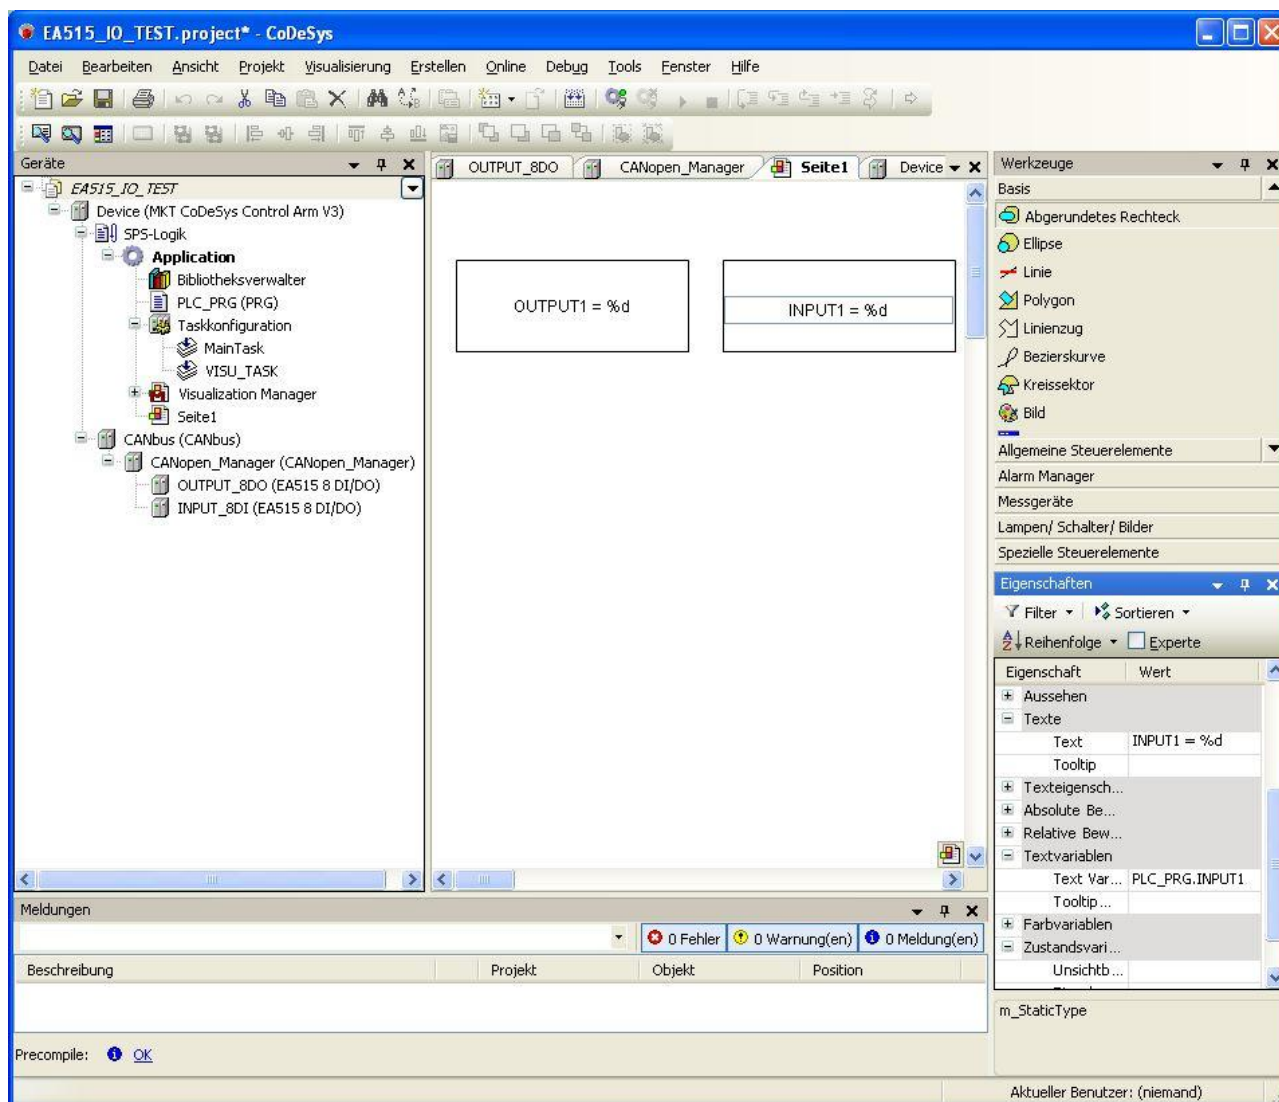 EA515_IO_TEST.project* - CoDeSys
Datei Bearbeiten Ansicht Projekt Visualisierung Erstellen Online Debug Tools Fenster Hilfe
Geräte
EA515_IO_TEST
Device (MKT CoDeSys Control Arm V3)
SPS-Logik
Application
Bibliotheksverwalter
PLC_PRG (PRG)
Taskkonfiguration
MainTask
VISU_TASK
Visualization Manager
Seite1
CANbus (CANbus)
CANopen_Manager (CANopen_Manager)
OUTPUT_8DO (EA515 8 DI/DO)
INPUT_8DI (EA515 8 DI/DO)
OUTPUT_8DO CANopen_Manager Seite1 Device
OUTPUT1 = %d
INPUT1 = %d
Werkzeuge
Basis
Abgerundetes Rechteck
Ellipse
Linie
Polygon
Linienzug
Bezierskurve
Kreissektor
Bild
Allgemeine Steuerelemente
Alarm Manager
Messgeräte
Lampen/ Schalter/ Bilder
Spezielle Steuerelemente
Eigenschaften
Filter Sortieren
Reihenfolge Experte
Eigenschaft Wert
Aussehen
Texte
Text INPUT1 = %d
Tooltip
Texteigensch...
Absolute Be...
Relative Bew...
Textvariablen
Text Var... PLC_PRG.INPUT1
Tooltip ...
Farbvariablen
Zustandsvari...
Unsichtb...
m_StaticType
Meldungen
0 Fehler 0 Warnung(en) 0 Meldung(en)
Beschreibung Projekt Objekt Position
Precompile: OK
Aktueller Benutzer: (niemand)